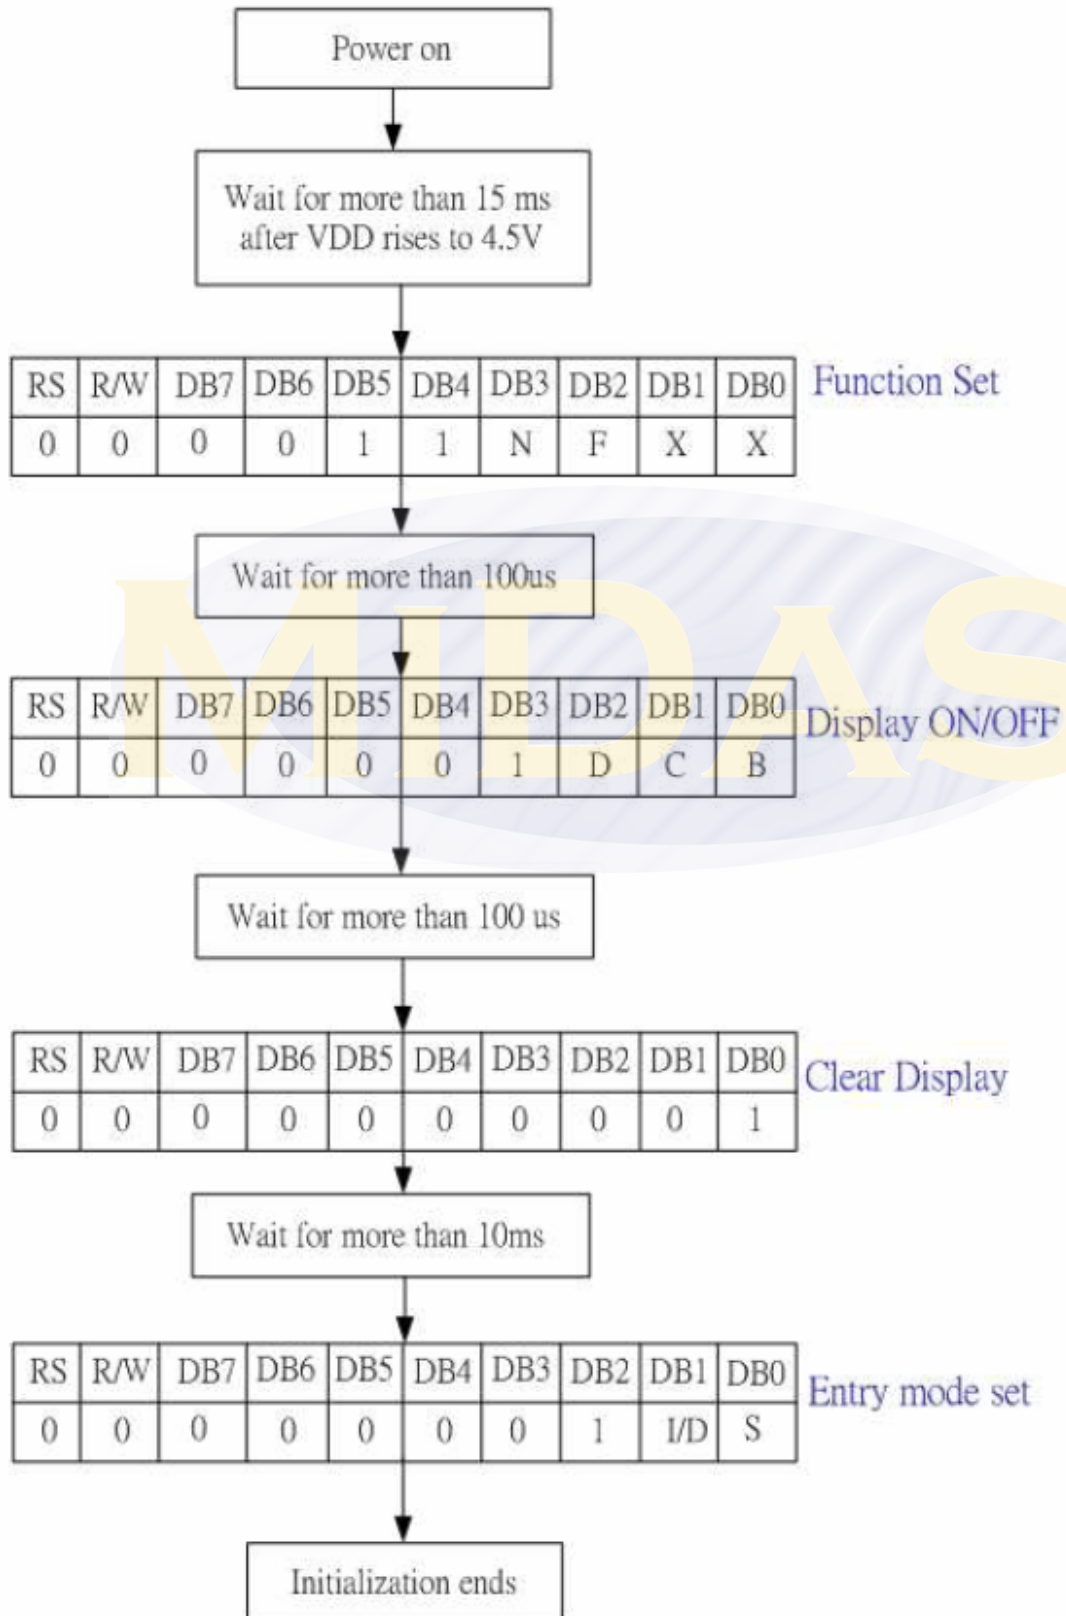 Power on
Wait for more than 15 ms
after VDD rises to 4.5V
RS R/W DB7 DB6 DB5 DB4 DB3 DB2 DB1 DB0 Function Set
0 0 0 0 1 1 N F X X
Wait for more than 100us
MIDAS
RS R/W DB7 DB6 DB5 DB4 DB3 DB2 DB1 DB0 Display ON/OFF
0 0 0 0 0 0 1 D C B
Wait for more than 100 us
RS R/W DB7 DB6 DB5 DB4 DB3 DB2 DB1 DB0 Clear Display
0 0 0 0 0 0 0 0 0 1
Wait for more than 10ms
RS R/W DB7 DB6 DB5 DB4 DB3 DB2 DB1 DB0 Entry mode set
0 0 0 0 0 0 0 1 I/D S
Initialization ends